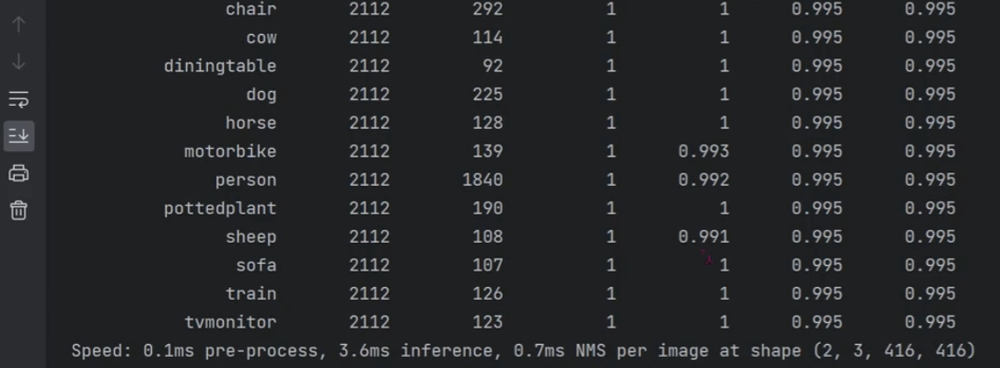 chair 2112 292 1 1 0.995 0.995
cow 2112 114 1 1 0.995 0.995
diningtable 2112 92 1 1 0.995 0.995
dog 2112 225 1 1 0.995 0.995
horse 2112 128 1 1 0.995 0.995
motorbike 2112 139 1 0.993 0.995 0.995
person 2112 1840 1 0.992 0.995 0.995
pottedplant 2112 190 1 1 0.995 0.995
sheep 2112 108 1 0.991 0.995 0.995
sofa 2112 107 1 1 0.995 0.995
train 2112 126 1 1 0.995 0.995
tvmonitor 2112 123 1 1 0.995 0.995
Speed: 0.1ms pre-process, 3.6ms inference, 0.7ms NMS per image at shape (2, 3, 416, 416)